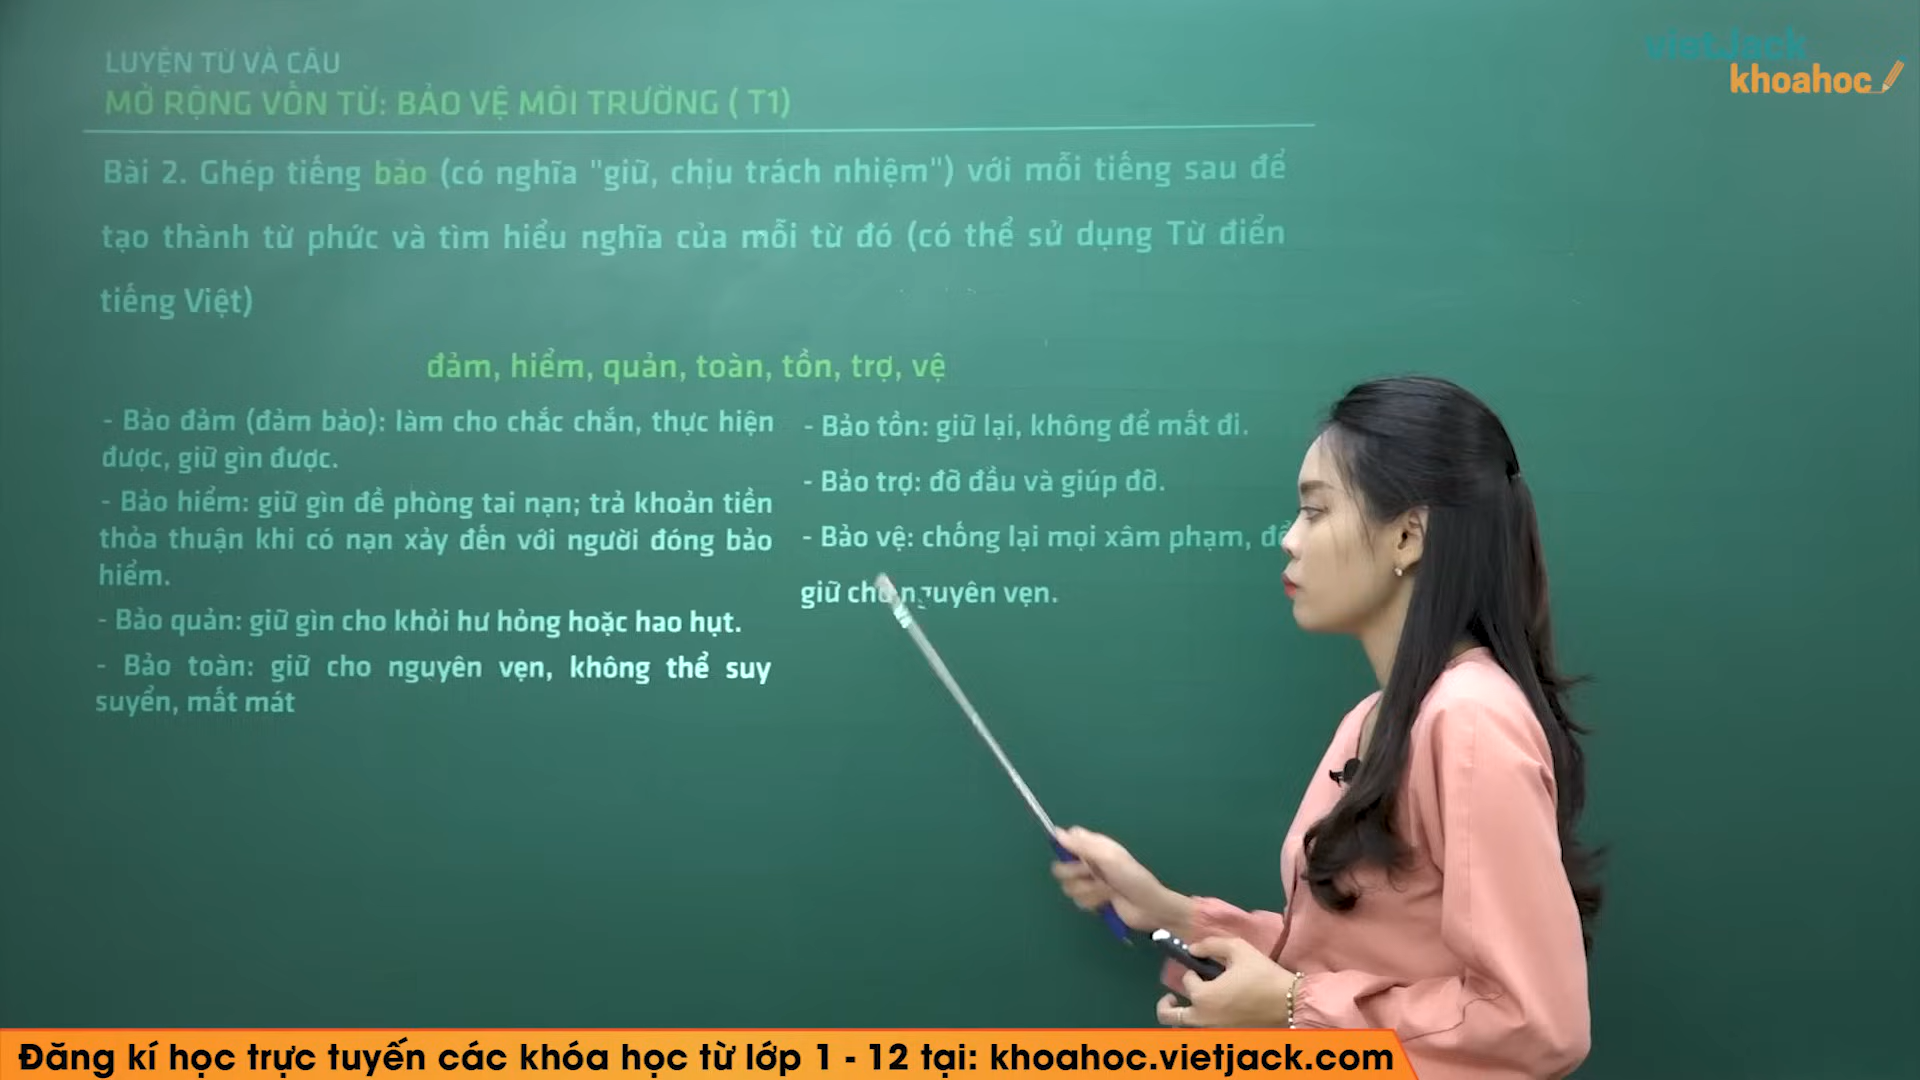 vietJack
khoahoc
LUYỆN TỪ VÀ CÂU
MỞ RỘNG VỐN TỪ: BẢO VỆ MÔI TRƯỜNG ( T1)
Bài 2. Ghép tiếng bảo (có nghĩa "giữ, chịu trách nhiệm") với mỗi tiếng sau để
tạo thành từ phức và tìm hiểu nghĩa của mỗi từ đó (có thể sử dụng Từ điển
tiếng Việt)
đảm, hiểm, quản, toàn, tồn, trợ, vệ
- Bảo đảm (đảm bảo): làm cho chắc chắn, thực hiện
được, giữ gìn được.
- Bảo hiểm: giữ gìn đề phòng tai nạn; trả khoản tiền
thỏa thuận khi có nạn xảy đến với người đóng bảo
hiểm.
- Bảo quản: giữ gìn cho khỏi hư hỏng hoặc hao hụt.
- Bảo toàn: giữ cho nguyên vẹn, không thể suy
suyển, mất mát
- Bảo tồn: giữ lại, không để mất đi.
- Bảo trợ: đỡ đầu và giúp đỡ.
- Bảo vệ: chống lại mọi xâm phạm, để
giữ cho nguyên vẹn.
Đăng kí học trực tuyến các khóa học từ lớp 1 - 12 tại: khoahoc.vietjack.com